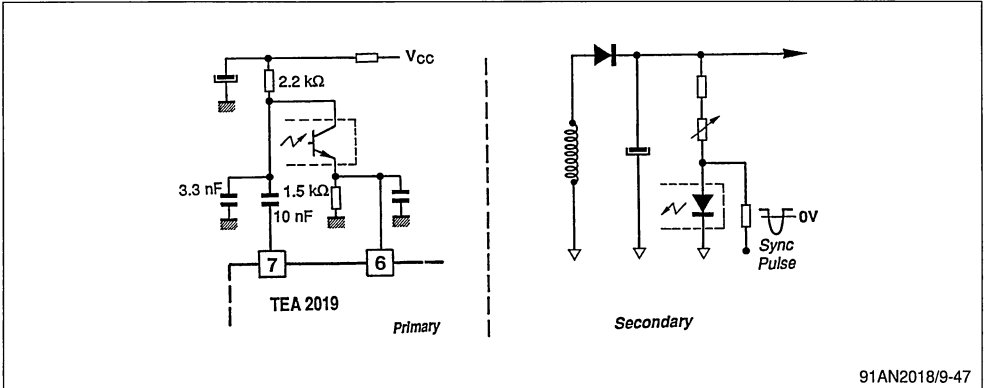 VCC
2.2 kΩ
3.3 nF
1.5 kΩ
10 nF
7
6
TEA 2019
Primary
0V
Sync
Pulse
Secondary
91AN2018/9-47